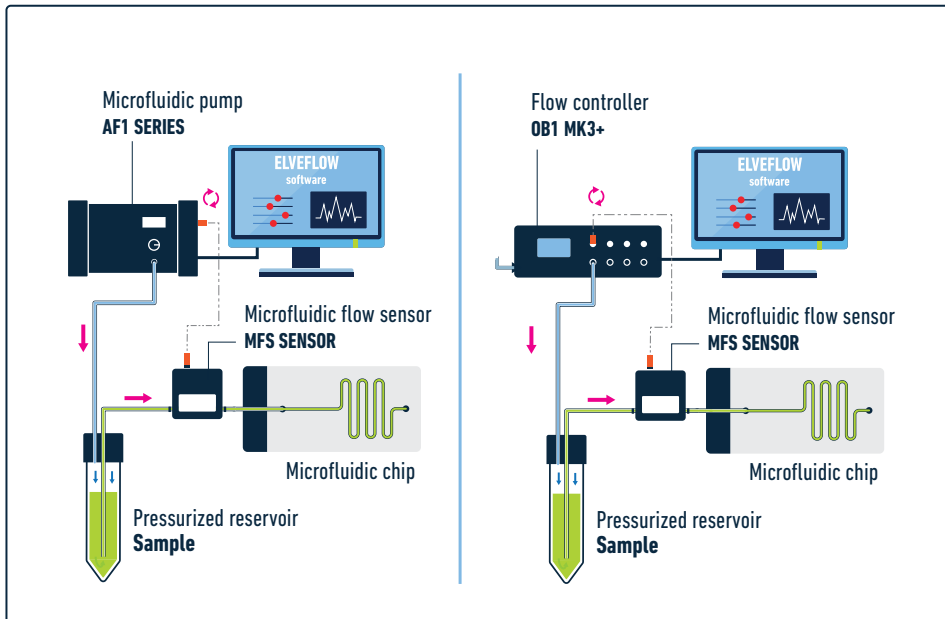 Microfluidic pump
AF1 SERIES
ELVEFLOW
software
Microfluidic flow sensor
MFS SENSOR
Microfluidic chip
Pressurized reservoir
Sample
Flow controller
OB1 MK3+
ELVEFLOW
software
Microfluidic flow sensor
MFS SENSOR
Microfluidic chip
Pressurized reservoir
Sample